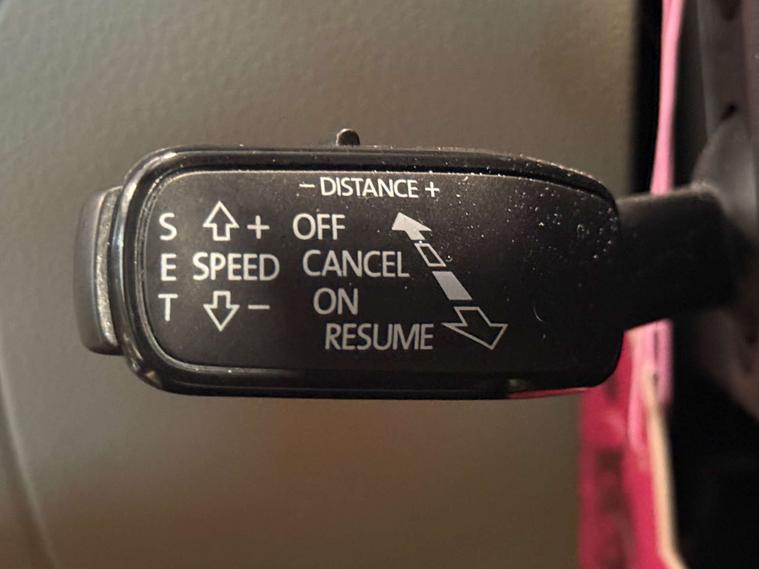 − DISTANCE +
S + OFF
E SPEED CANCEL
T − ON
RESUME